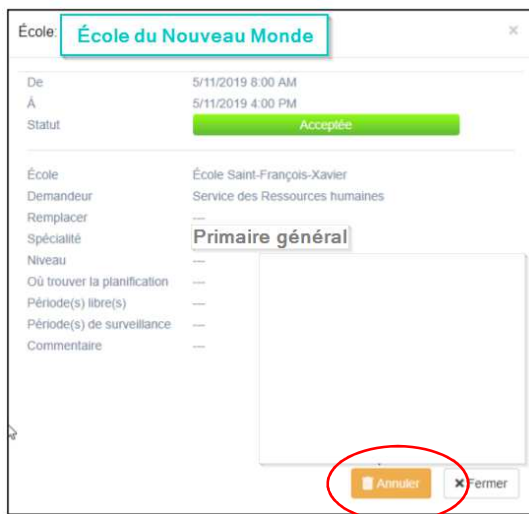 École: École du Nouveau Monde ×
De 5/11/2019 8:00 AM
À 5/11/2019 4:00 PM
Statut Acceptée
École École Saint-François-Xavier
Demandeur Service des Ressources humaines
Remplacer ---
Spécialité Primaire général
Niveau ---
Où trouver la planification ---
Période(s) libre(s) ---
Période(s) de surveillance ---
Commentaire ---
Annuler × Fermer